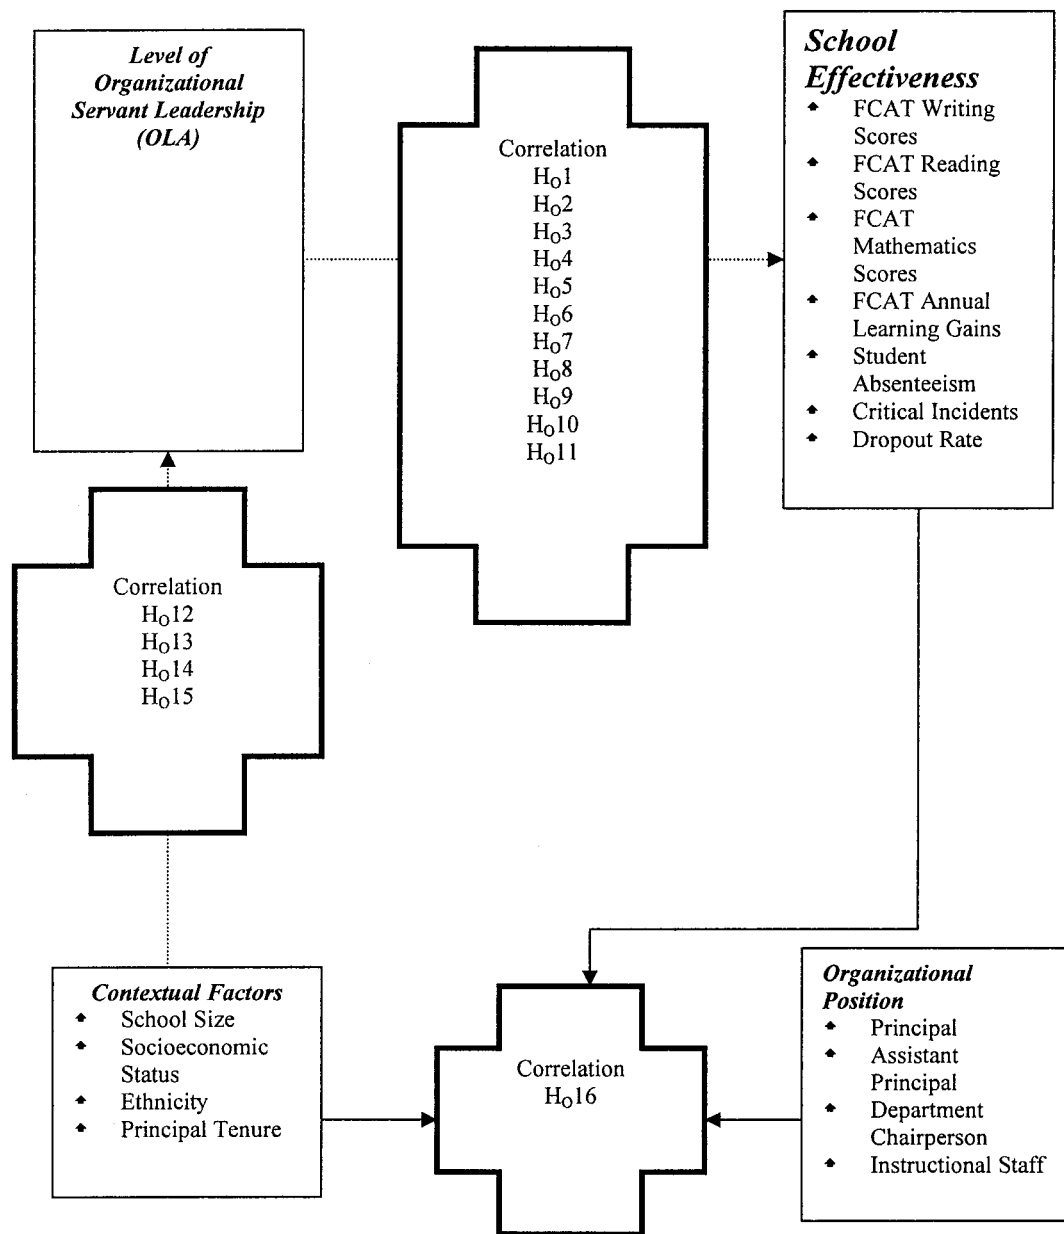 Level of
Organizational
Servant Leadership
(OLA)
Correlation
HO1
HO2
HO3
HO4
HO5
HO6
HO7
HO8
HO9
HO10
HO11
School
Effectiveness
FCAT Writing
Scores
FCAT Reading
Scores
FCAT
Mathematics
Scores
FCAT Annual
Learning Gains
Student
Absenteeism
Critical Incidents
Dropout Rate
Correlation
HO12
HO13
HO14
HO15
Contextual Factors
School Size
Socioeconomic
Status
Ethnicity
Principal Tenure
Correlation
HO16
Organizational
Position
Principal
Assistant
Principal
Department
Chairperson
Instructional Staff